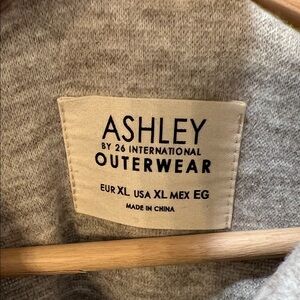 ASHLEY
BY 26 INTERNATIONAL
OUTERWEAR
EUR XL USA XL MEX EG
MADE IN CHINA